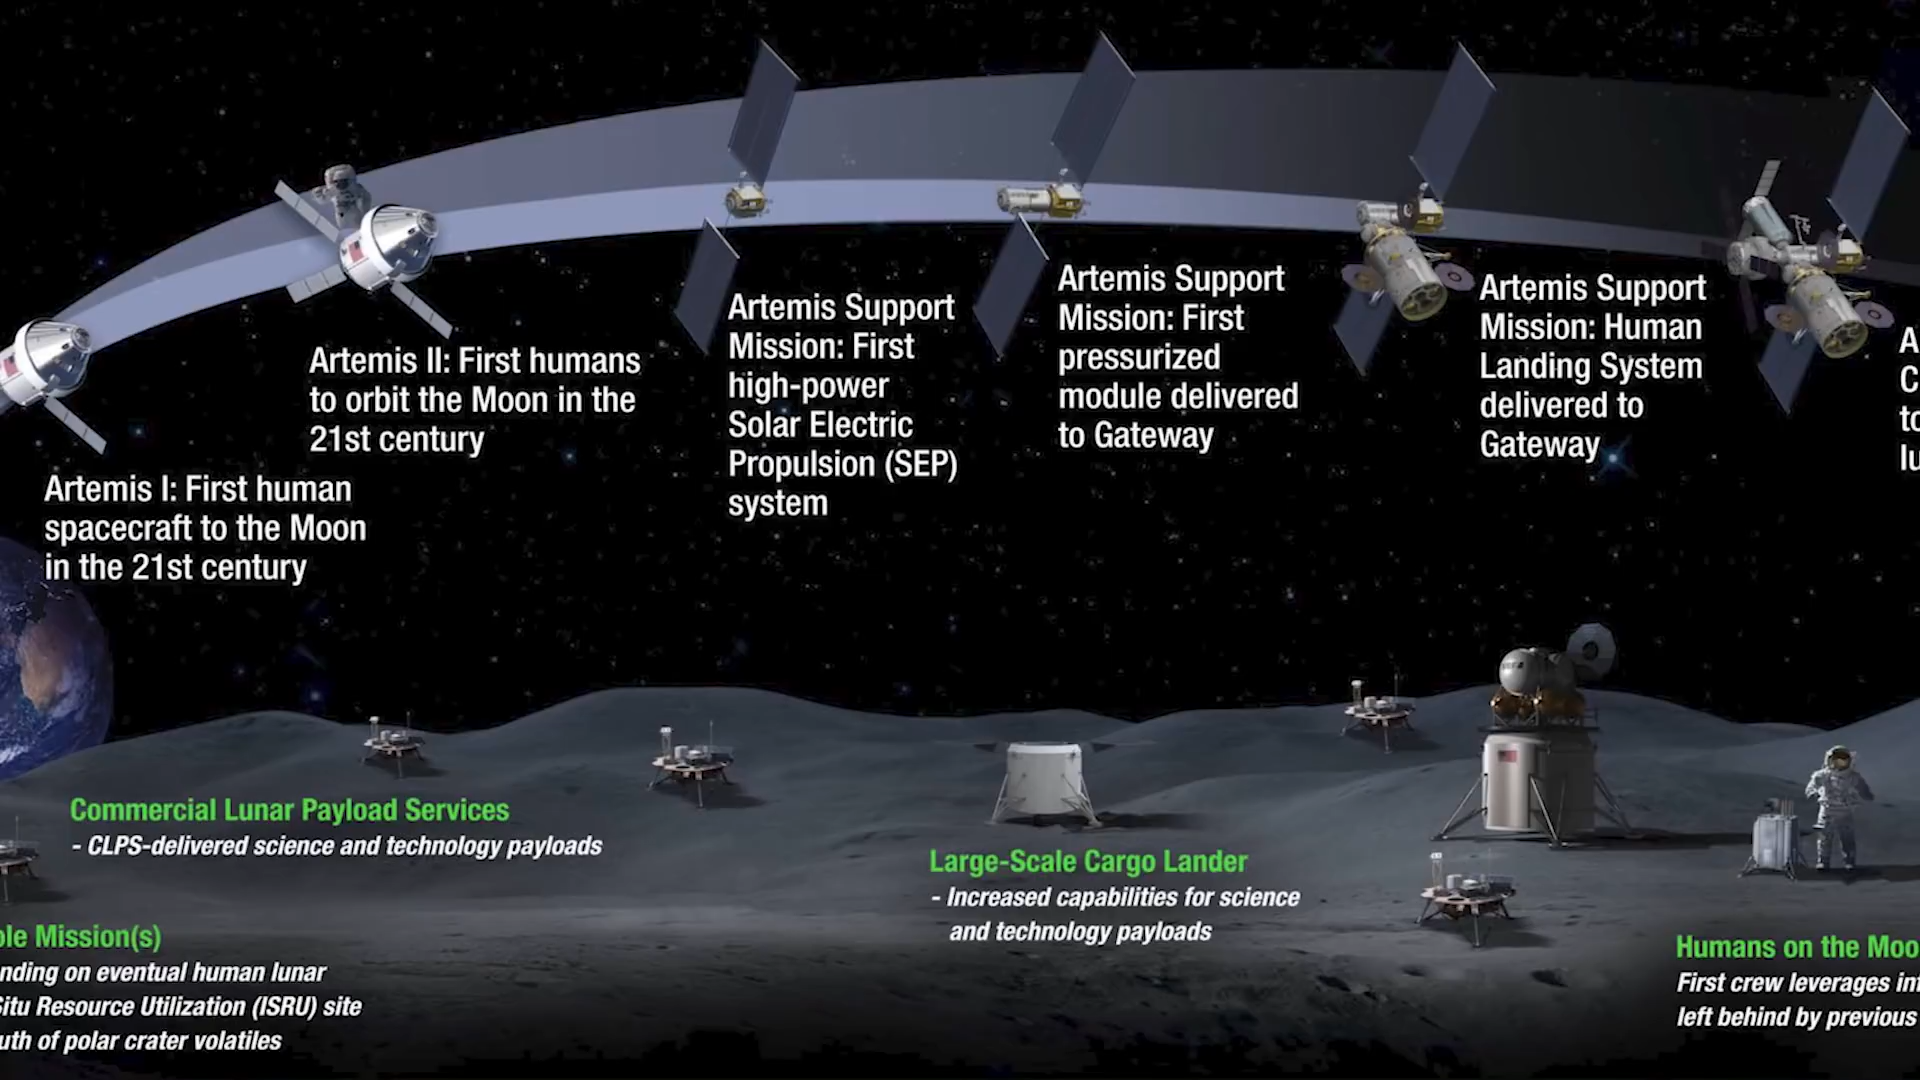 Artemis I: First human
spacecraft to the Moon
in the 21st century
Artemis II: First humans
to orbit the Moon in the
21st century
Artemis Support
Mission: First
high-power
Solar Electric
Propulsion (SEP)
system
Artemis Support
Mission: First
pressurized
module delivered
to Gateway
Artemis Support
Mission: Human
Landing System
delivered to
Gateway
Commercial Lunar Payload Services
- CLPS-delivered science and technology payloads
Mission(s)
on eventual human lunar
Resource Utilization (ISRU) site
of polar crater volatiles
Large-Scale Cargo Lander
- Increased capabilities for science
and technology payloads
Humans on the
First crew leverages
left behind by previous